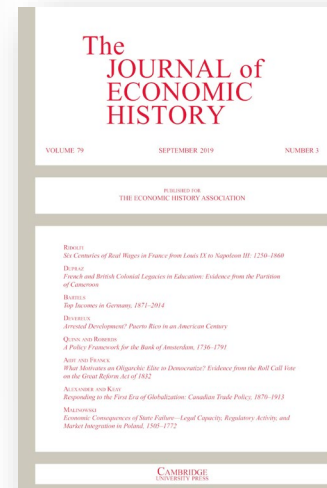 The
JOURNAL of
ECONOMIC
HISTORY
VOLUME 79 SEPTEMBER 2019 NUMBER 3
PUBLISHED FOR
THE ECONOMIC HISTORY ASSOCIATION
RIDOLFI
Six Centuries of Real Wages in France from Louis IX to Napoleon III: 1250–1860
DUPRAZ
French and British Colonial Legacies in Education: Evidence from the Partition
of Cameroon
BARTELS
Top Incomes in Germany, 1871–2014
DEVEREUX
Arrested Development? Puerto Rico in an American Century
QUINN AND ROBERDS
A Policy Framework for the Bank of Amsterdam, 1736–1791
AIDT AND FRANCK
What Motivates an Oligarchic Elite to Democratize? Evidence from the Roll Call Vote
on the Great Reform Act of 1832
ALEXANDER AND KEAY
Responding to the First Era of Globalization: Canadian Trade Policy, 1870–1913
MALINOWSKI
Economic Consequences of State Failure—Legal Capacity, Regulatory Activity, and
Market Integration in Poland, 1505–1772
CAMBRIDGE
UNIVERSITY PRESS